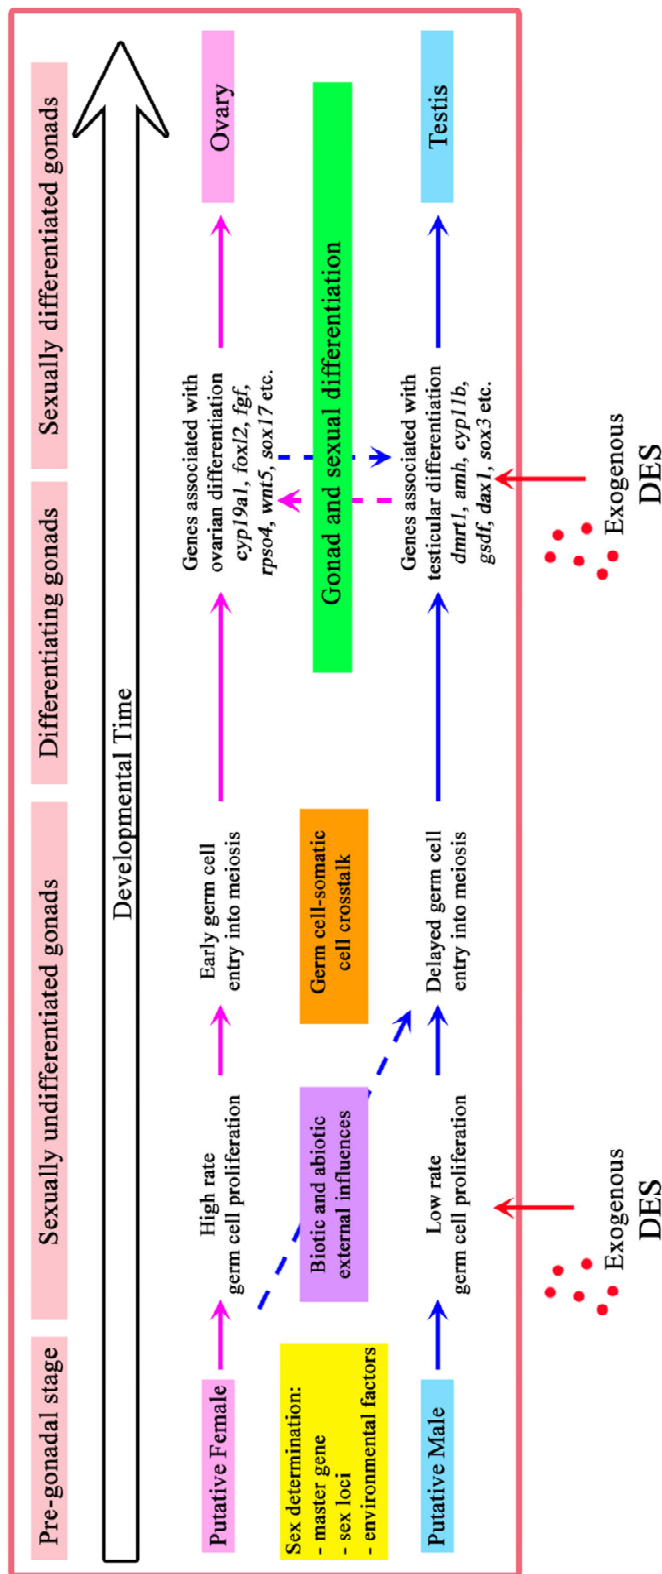 Pre-gonadal stage
Sexually undifferentiated gonads
Differentiating gonads
Sexually differentiated gonads
Developmental Time
Putative Female
High rate
germ cell proliferation
Early germ cell
entry into meiosis
Genes associated with
ovarian differentiation
cyp19a1, foxl2, fgf,
rpso4, wnt5, sox17 etc.
Ovary
Sex determination:
- master gene
- sex loci
- environmental factors
Biotic and abiotic
external influences
Germ cell-somatic
cell crosstalk
Gonad and sexual differentiation
Putative Male
Low rate
germ cell proliferation
Delayed germ cell
entry into meiosis
Genes associated with
testicular differentiation
dmrt1, amh, cyp11b,
gsdf, dax1, sox3 etc.
Testis
Exogenous
DES
Exogenous
DES